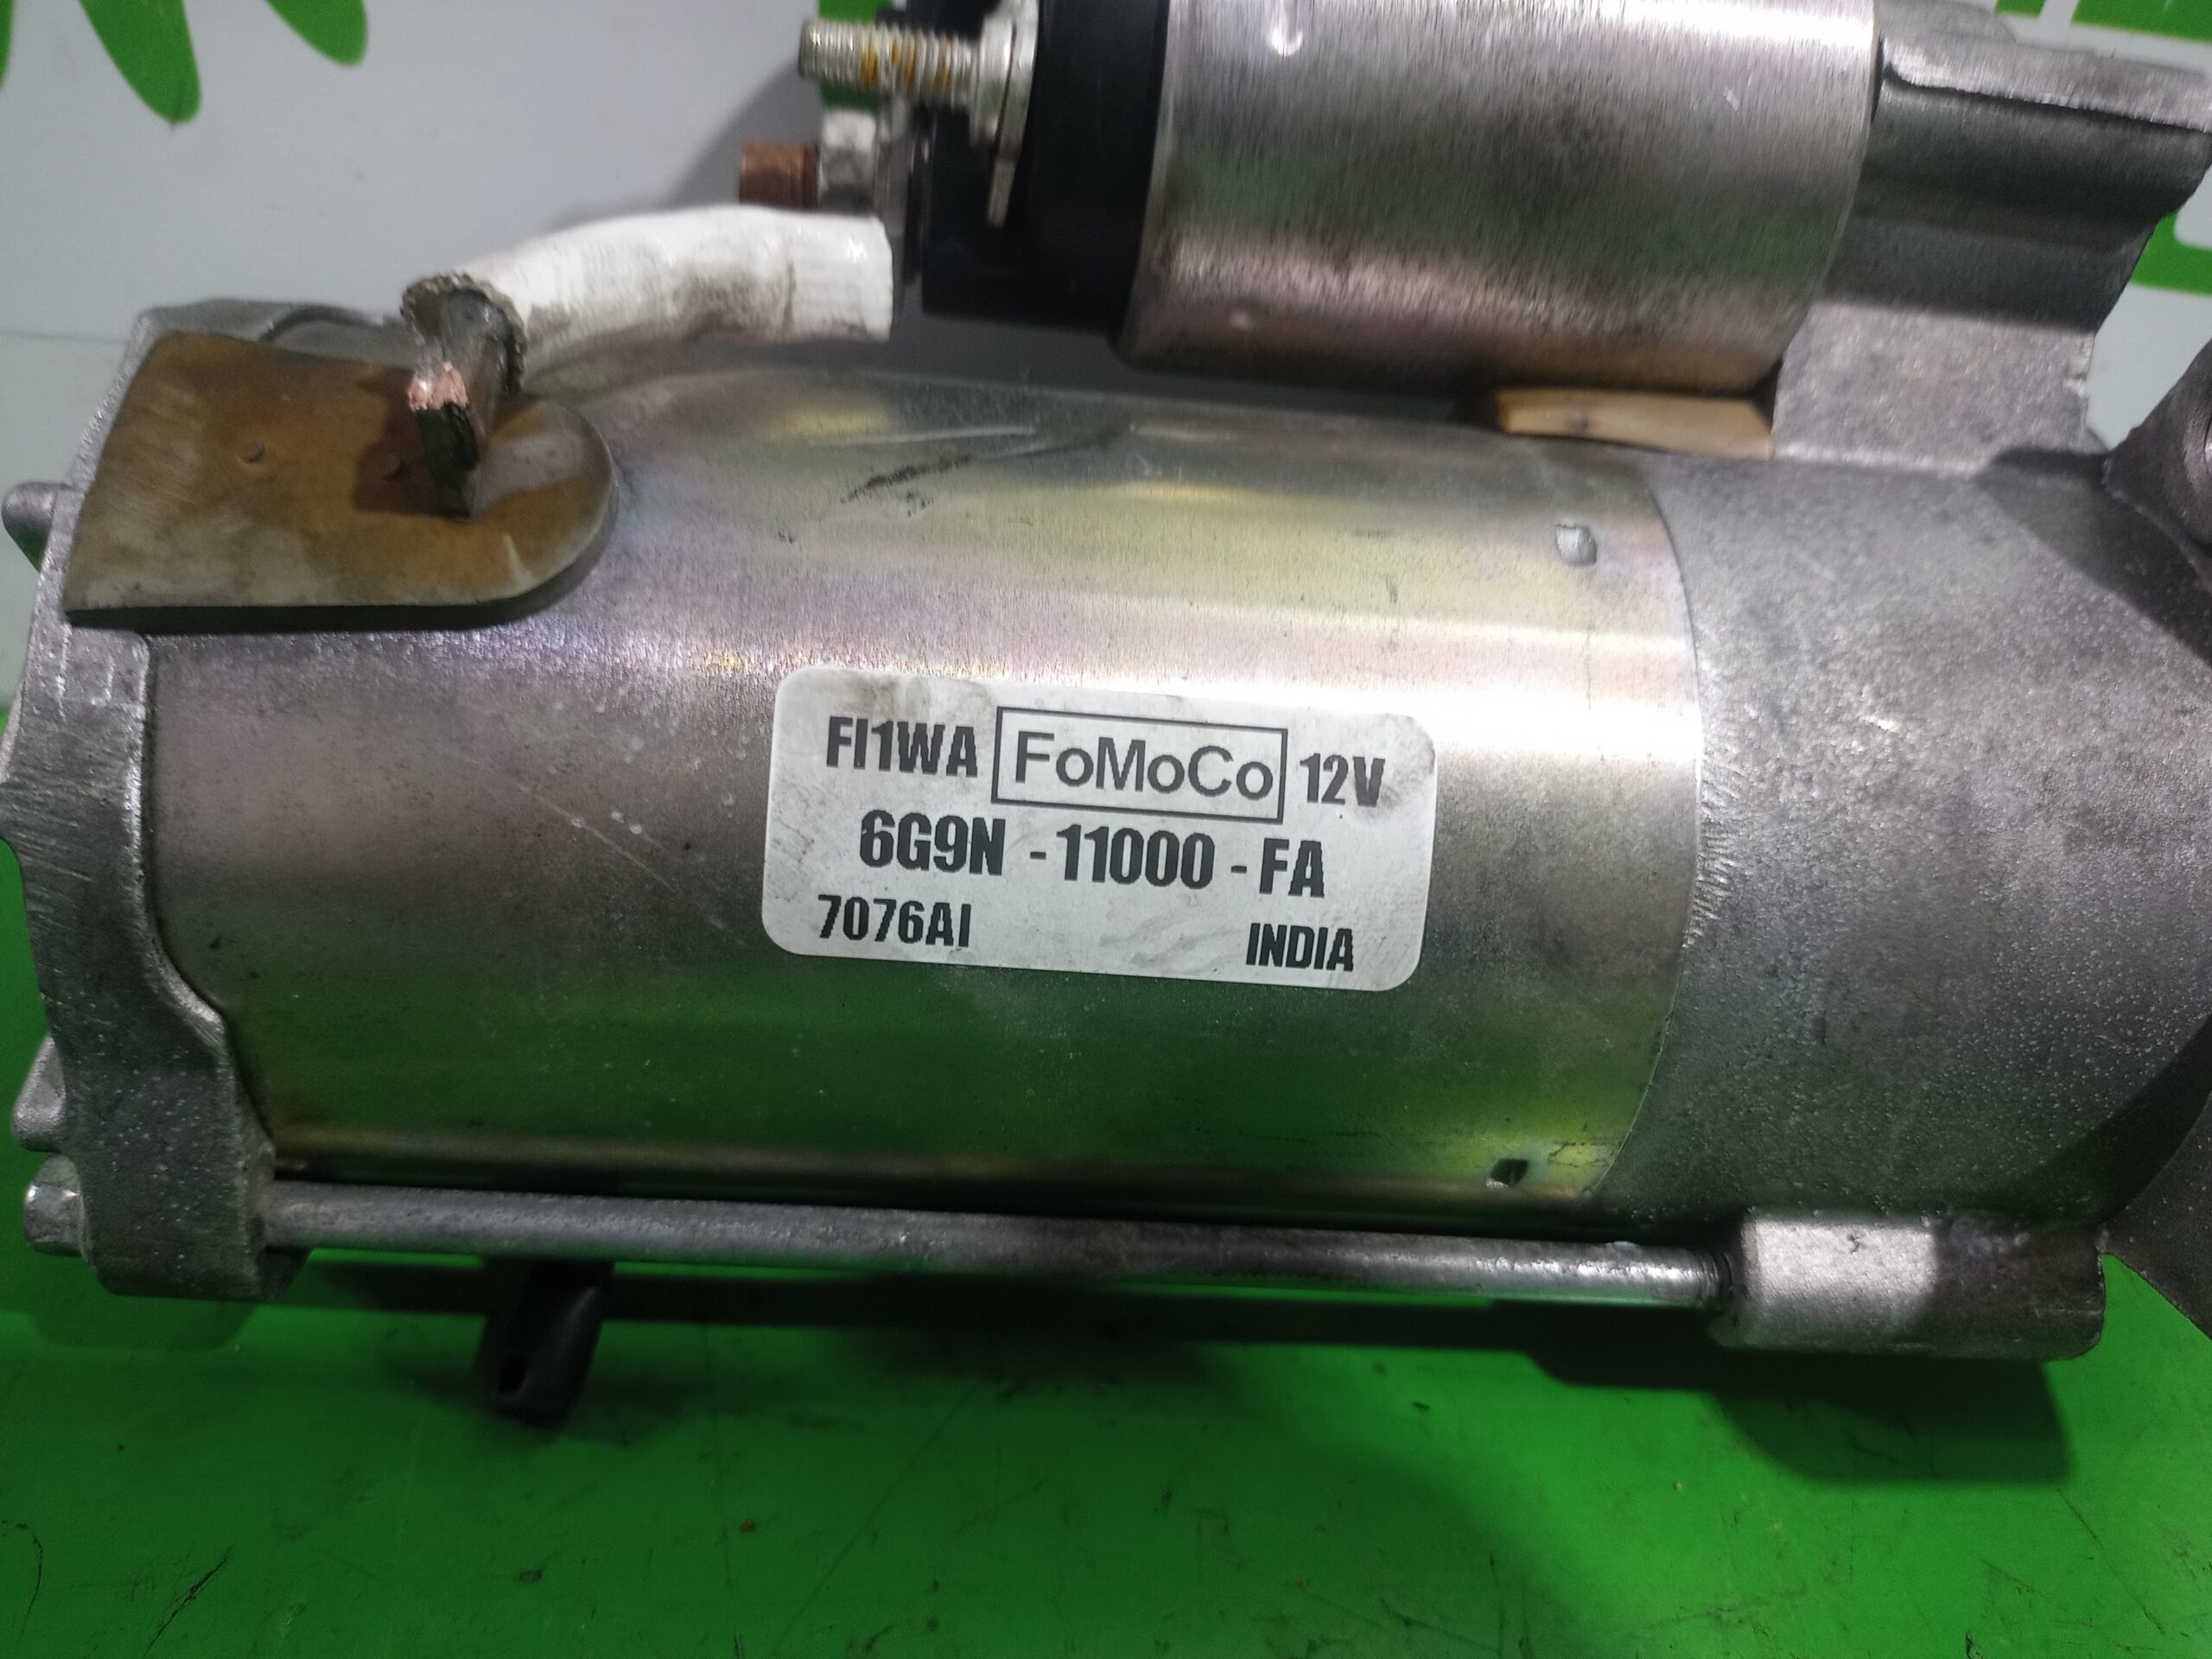 FI1WA FoMoCo 12V
6G9N - 11000 - FA
7076AI INDIA